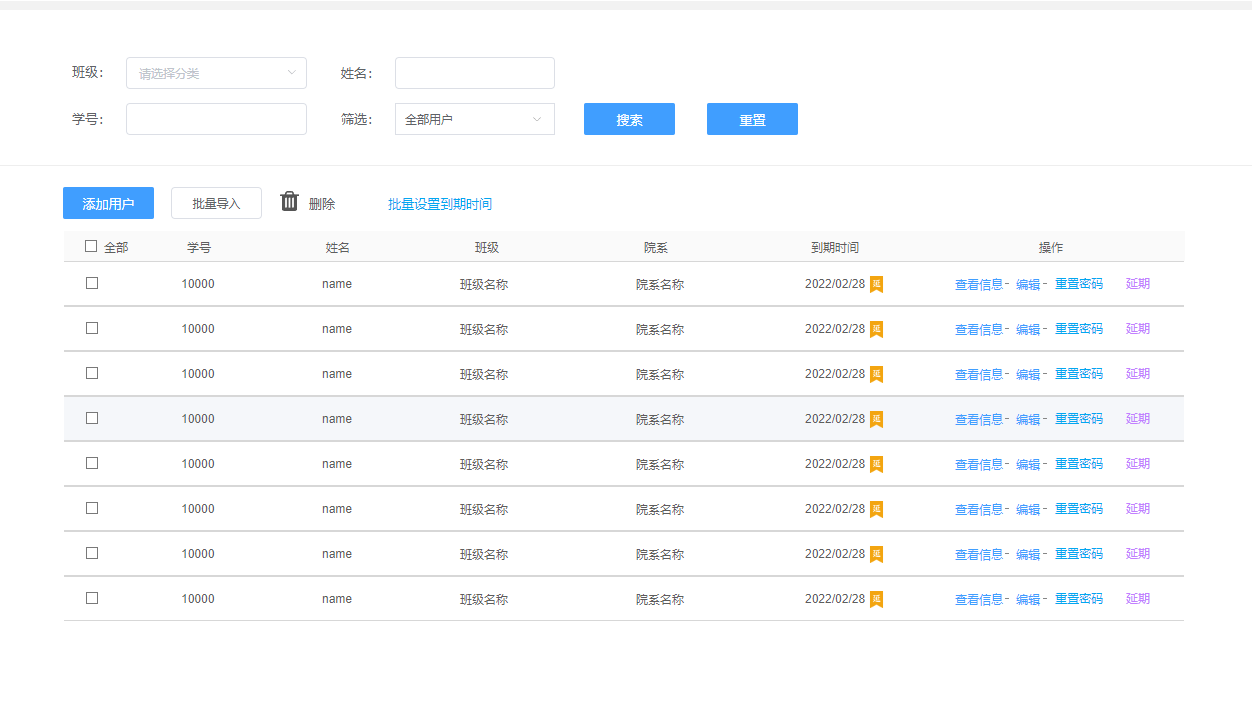 班级： 请选择分类 姓名：
学号： 筛选： 全部用户 搜索 重置
添加用户 批量导入 删除 批量设置到期时间
全部 学号 姓名 班级 院系 到期时间 操作
10000 name 班级名称 院系名称 2022/02/28 延 查看信息- 编辑- 重置密码 延期
10000 name 班级名称 院系名称 2022/02/28 延 查看信息- 编辑- 重置密码 延期
10000 name 班级名称 院系名称 2022/02/28 延 查看信息- 编辑- 重置密码 延期
10000 name 班级名称 院系名称 2022/02/28 延 查看信息- 编辑- 重置密码 延期
10000 name 班级名称 院系名称 2022/02/28 延 查看信息- 编辑- 重置密码 延期
10000 name 班级名称 院系名称 2022/02/28 延 查看信息- 编辑- 重置密码 延期
10000 name 班级名称 院系名称 2022/02/28 延 查看信息- 编辑- 重置密码 延期
10000 name 班级名称 院系名称 2022/02/28 延 查看信息- 编辑- 重置密码 延期